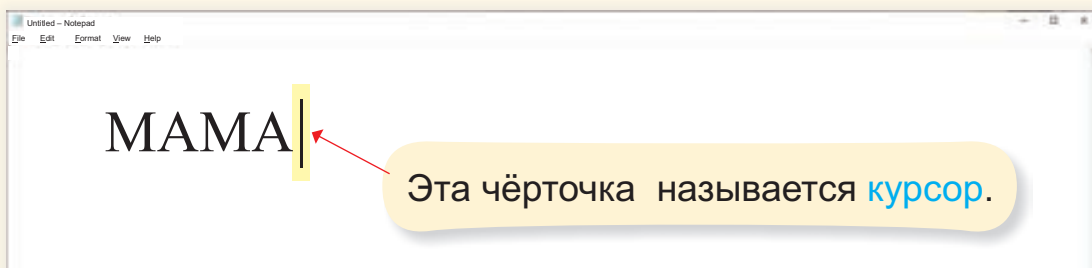 Untitled – Notepad
File Edit Format View Help
МАМА
Эта чёрточка называется курсор.